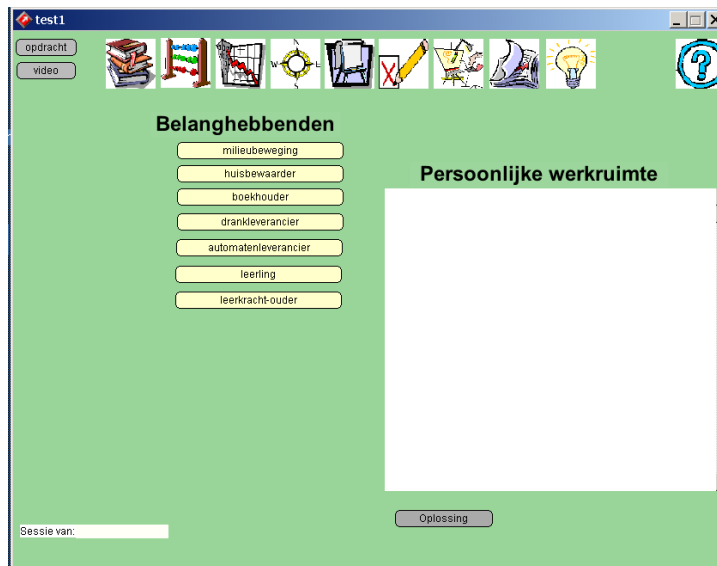 test1
opdracht
video
N
W E
S
X
?
Belanghebbenden
milieubeweging
huisbewaarder
boekhouder
drankleverancier
automatenleverancier
leerling
leerkracht-ouder
Persoonlijke werkruimte
Oplossing
Sessie van: